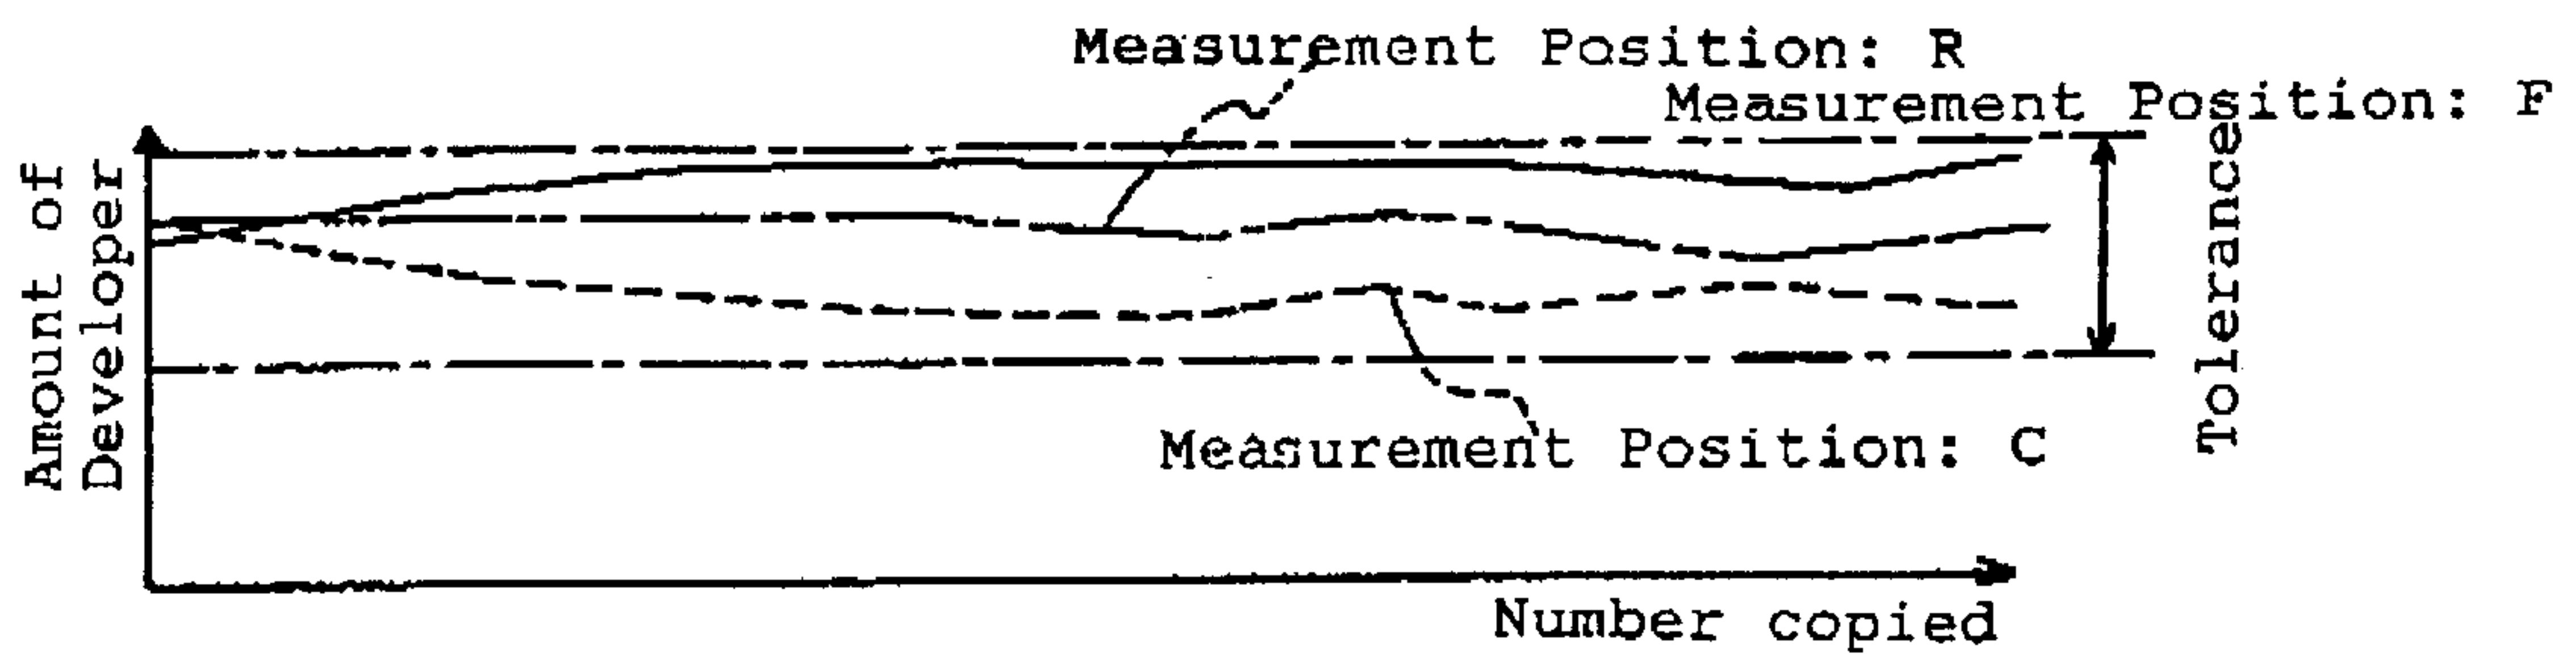 Measurement Position: R
Measurement Position: F
Amount of
Developer
Tolerance
Measurement Position: C
Number copied